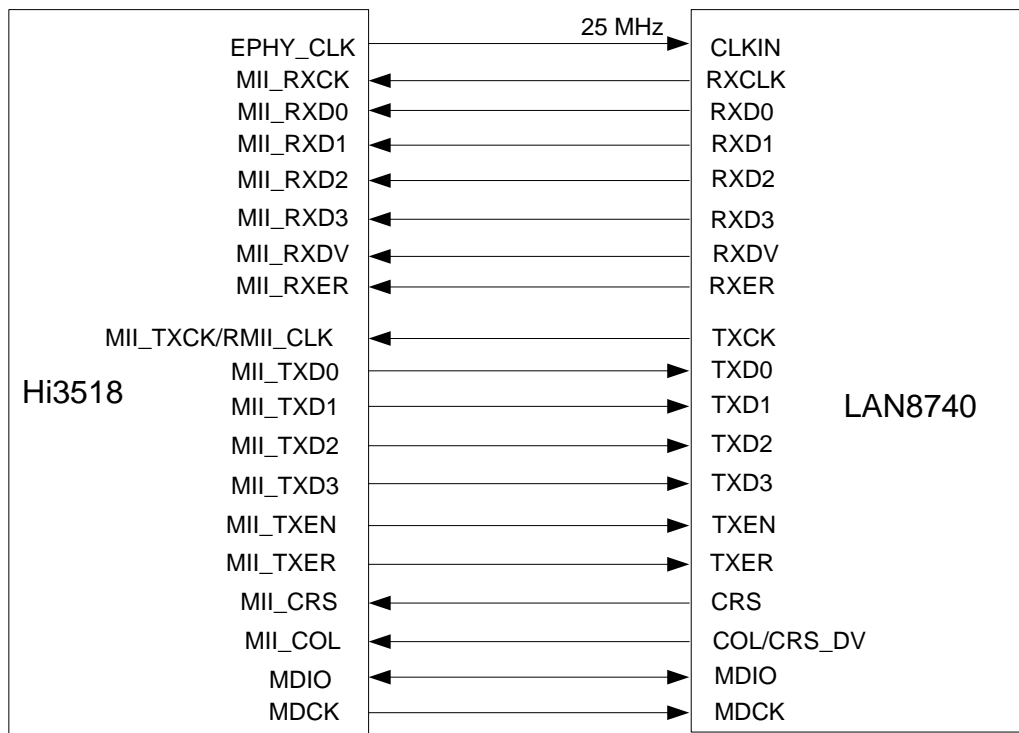 25 MHz
EPHY_CLK CLKIN
MII_RXCK RXCLK
MII_RXD0 RXD0
MII_RXD1 RXD1
MII_RXD2 RXD2
MII_RXD3 RXD3
MII_RXDV RXDV
MII_RXER RXER
MII_TXCK/RMII_CLK TXCK
MII_TXD0 TXD0
Hi3518
MII_TXD1 TXD1
LAN8740
MII_TXD2 TXD2
MII_TXD3 TXD3
MII_TXEN TXEN
MII_TXER TXER
MII_CRS CRS
MII_COL COL/CRS_DV
MDIO MDIO
MDCK MDCK